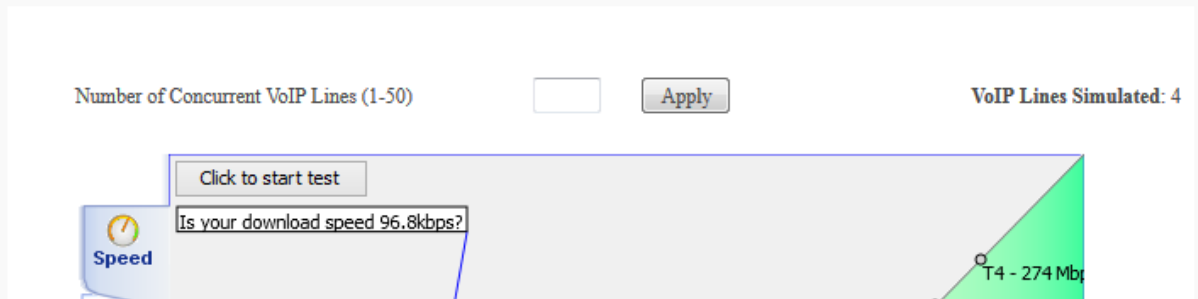 Number of Concurrent VoIP Lines (1-50) Apply VoIP Lines Simulated: 4
Click to start test
Is your download speed 96.8kbps?
Speed
T4 - 274 Mbp